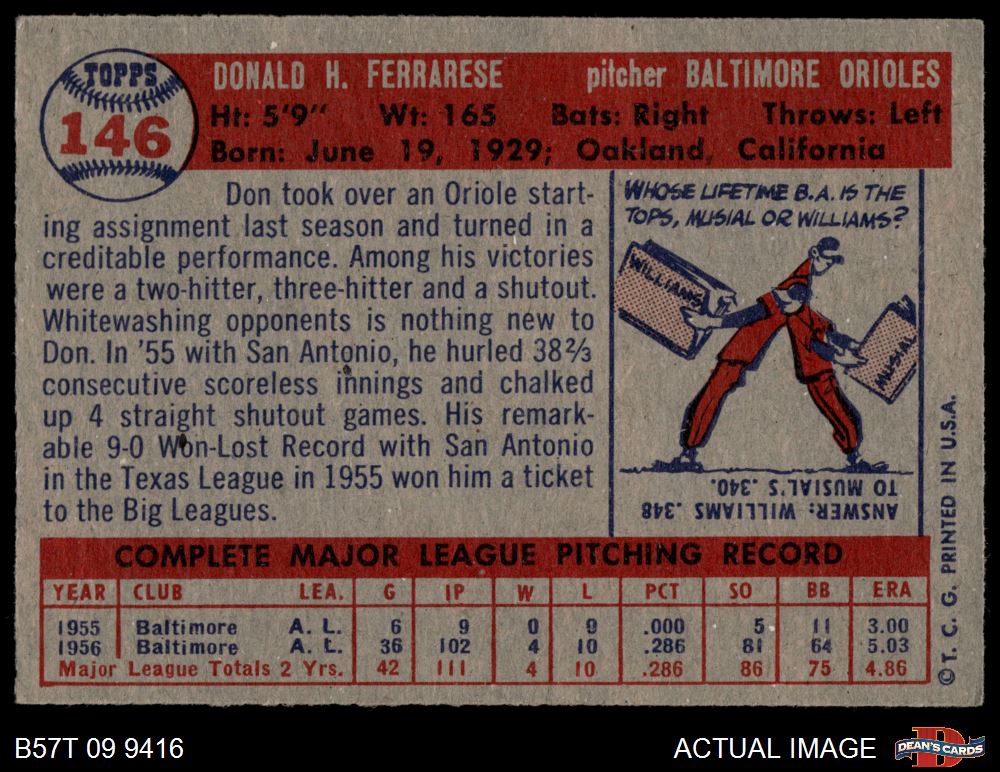 TOPPS
146
DONALD H. FERRARESE pitcher BALTIMORE ORIOLES
Ht: 5'9" Wt: 165 Bats: Right Throws: Left
Born: June 19, 1929; Oakland, California
Don took over an Oriole start-
ing assignment last season and turned in a
creditable performance. Among his victories
were a two-hitter, three-hitter and a shutout.
Whitewashing opponents is nothing new to
Don. In '55 with San Antonio, he hurled 38⅔
consecutive scoreless innings and chalked
up 4 straight shutout games. His remark-
able 9-0 Won-Lost Record with San Antonio
in the Texas League in 1955 won him a ticket
to the Big Leagues.
WHOSE LIFETIME B.A. IS THE
TOPS, MUSIAL OR WILLIAMS?
WILLIAMS
MUSIAL
ANSWER: WILLIAMS .348
TO MUSIAL'S .340.
COMPLETE MAJOR LEAGUE PITCHING RECORD
YEAR CLUB LEA. G IP W L PCT SO BB ERA
1955 Baltimore A. L. 6 9 0 0 .000 5 11 3.00
1956 Baltimore A. L. 36 102 4 10 .286 81 64 5.03
Major League Totals 2 Yrs. 42 111 4 10 .286 86 75 4.86
© T. C. G. PRINTED IN U.S.A.
B57T 09 9416
ACTUAL IMAGE
DEAN'S CARDS